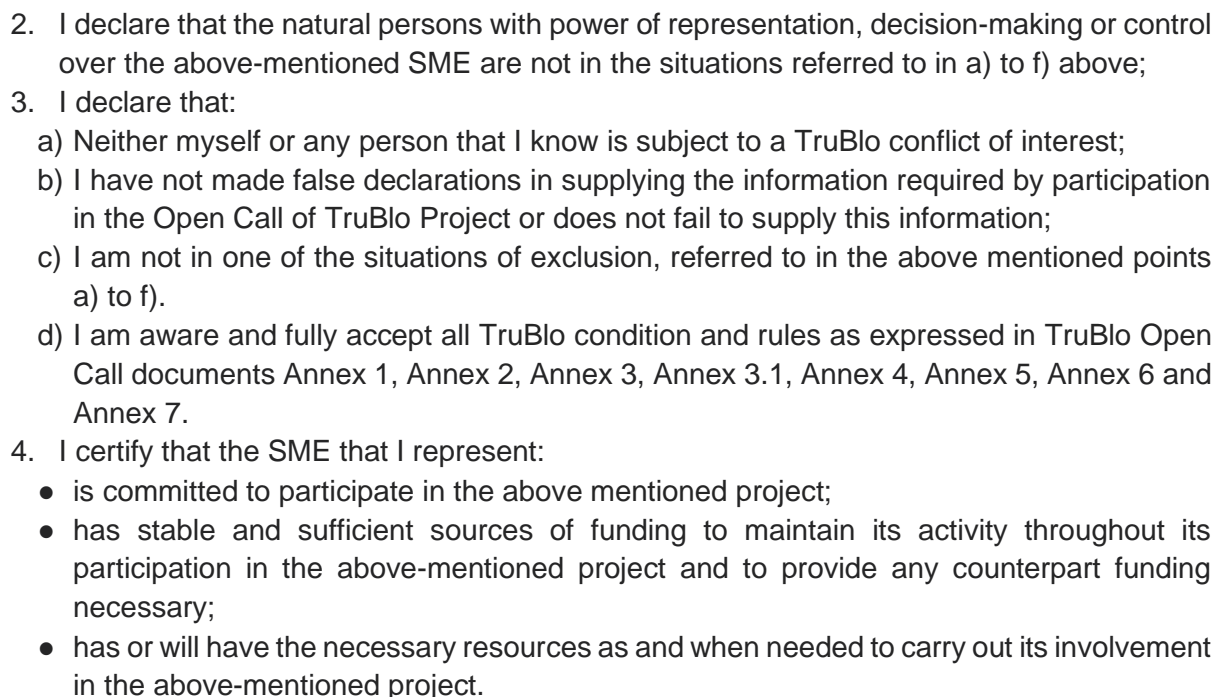 2. I declare that the natural persons with power of representation, decision-making or control
over the above-mentioned SME are not in the situations referred to in a) to f) above;
3. I declare that:
a) Neither myself or any person that I know is subject to a TruBlo conflict of interest;
b) I have not made false declarations in supplying the information required by participation
in the Open Call of TruBlo Project or does not fail to supply this information;
c) I am not in one of the situations of exclusion, referred to in the above mentioned points
a) to f).
d) I am aware and fully accept all TruBlo condition and rules as expressed in TruBlo Open
Call documents Annex 1, Annex 2, Annex 3, Annex 3.1, Annex 4, Annex 5, Annex 6 and
Annex 7.
4. I certify that the SME that I represent:
● is committed to participate in the above mentioned project;
● has stable and sufficient sources of funding to maintain its activity throughout its
participation in the above-mentioned project and to provide any counterpart funding
necessary;
● has or will have the necessary resources as and when needed to carry out its involvement
in the above-mentioned project.